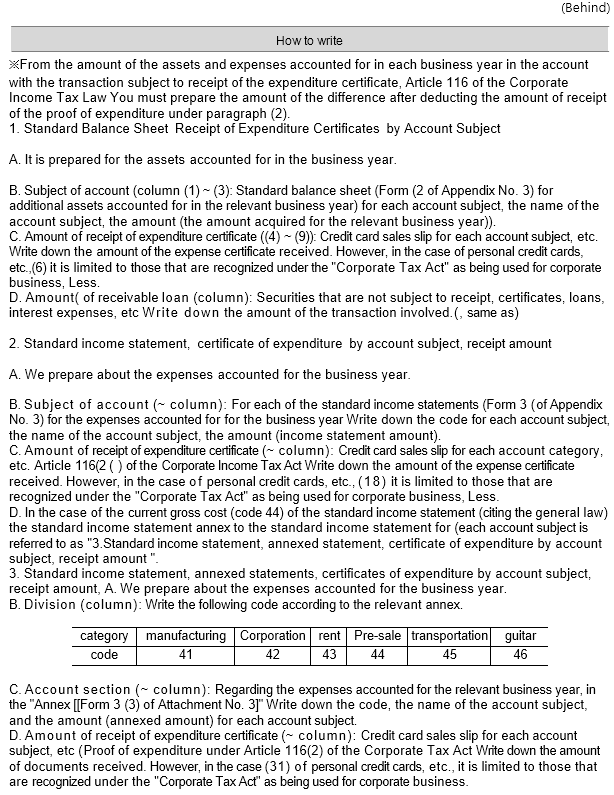 (Behind)
How to write
※From the amount of the assets and expenses accounted for in each business year in the account
with the transaction subject to receipt of the expenditure certificate, Article 116 of the Corporate
Income Tax Law You must prepare the amount of the difference after deducting the amount of receipt
of the proof of expenditure under paragraph (2).
1. Standard Balance Sheet Receipt of Expenditure Certificates by Account Subject
A. It is prepared for the assets accounted for in the business year.
B. Subject of account (column (1) ~ (3): Standard balance sheet (Form (2 of Appendix No. 3) for
additional assets accounted for in the relevant business year) for each account subject, the name of the
account subject, the amount (the amount acquired for the relevant business year)).
C. Amount of receipt of expenditure certificate ((4) ~ (9)): Credit card sales slip for each account subject, etc.
Write down the amount of the expense certificate received. However, in the case of personal credit cards,
etc.,(6) it is limited to those that are recognized under the "Corporate Tax Act" as being used for corporate
business, Less.
D. Amount( of receivable loan (column): Securities that are not subject to receipt, certificates, loans,
interest expenses, etc Write down the amount of the transaction involved.(, same as)
2. Standard income statement, certificate of expenditure by account subject, receipt amount
A. We prepare about the expenses accounted for the business year.
B. Subject of account (~ column): For each of the standard income statements (Form 3 (of Appendix
No. 3) for the expenses accounted for for the business year Write down the code for each account subject,
the name of the account subject, the amount (income statement amount).
C. Amount of receipt of expenditure certificate (~ column): Credit card sales slip for each account category,
etc. Article 116(2 ( ) of the Corporate Income Tax Act Write down the amount of the expense certificate
received. However, in the case of personal credit cards, etc., (18) it is limited to those that are
recognized under the "Corporate Tax Act" as being used for corporate business, Less.
D. In the case of the current gross cost (code 44) of the standard income statement (citing the general law)
the standard income statement annex to the standard income statement for (each account subject is
referred to as "3.Standard income statement, annexed statement, certificate of expenditure by account
subject, receipt amount ".
3. Standard income statement, annexed statements, certificates of expenditure by account subject,
receipt amount, A. We prepare about the expenses accounted for the business year.
B. Division (column): Write the following code according to the relevant annex.
category manufacturing Corporation rent Pre-sale transportation guitar
code 41 42 43 44 45 46
C. Account section (~ column): Regarding the expenses accounted for the relevant business year, in
the "Annex [[Form 3 (3) of Attachment No. 3]" Write down the code, the name of the account subject,
and the amount (annexed amount) for each account subject.
D. Amount of receipt of expenditure certificate (~ column): Credit card sales slip for each account
subject, etc (Proof of expenditure under Article 116(2) of the Corporate Tax Act Write down the amount
of documents received. However, in the case (31) of personal credit cards, etc., it is limited to those that
are recognized under the "Corporate Tax Act" as being used for corporate business.